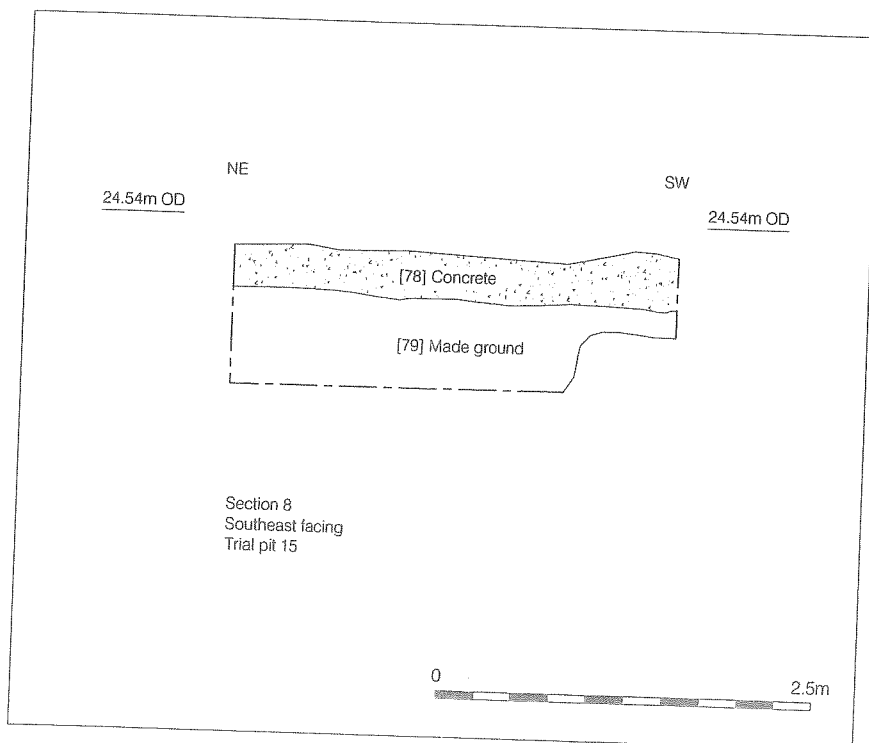 NE
SW
24.54m OD
24.54m OD
[78] Concrete
[79] Made ground
Section 8
Southeast facing
Trial pit 15
0
2.5m